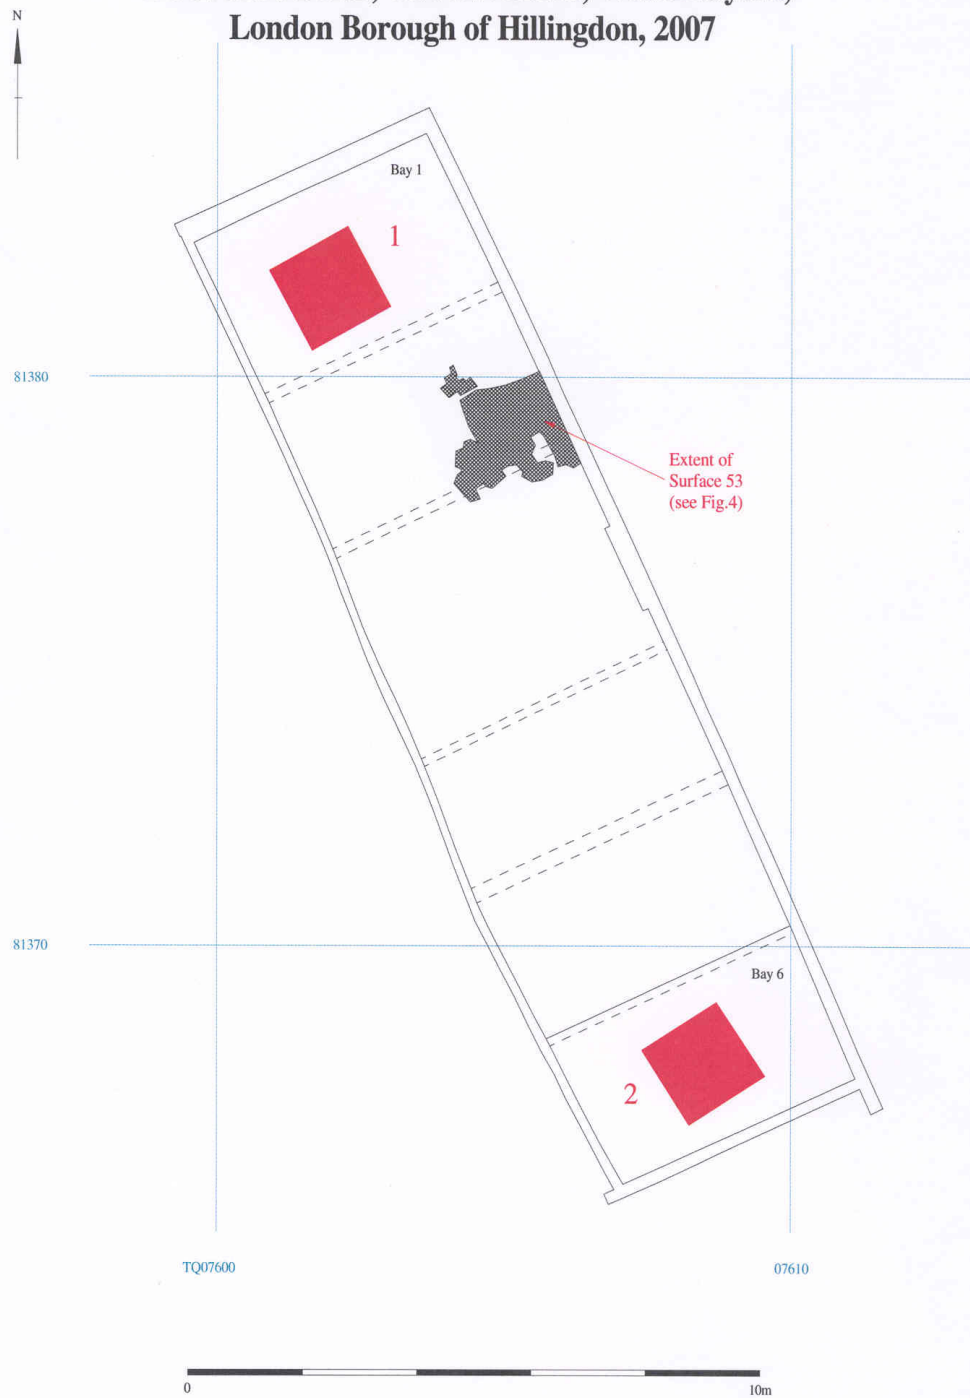 London Borough of Hillingdon, 2007
N
Bay 1
1
81380
Extent of
Surface 53
(see Fig.4)
81370
Bay 6
2
TQ07600
07610
0
10m